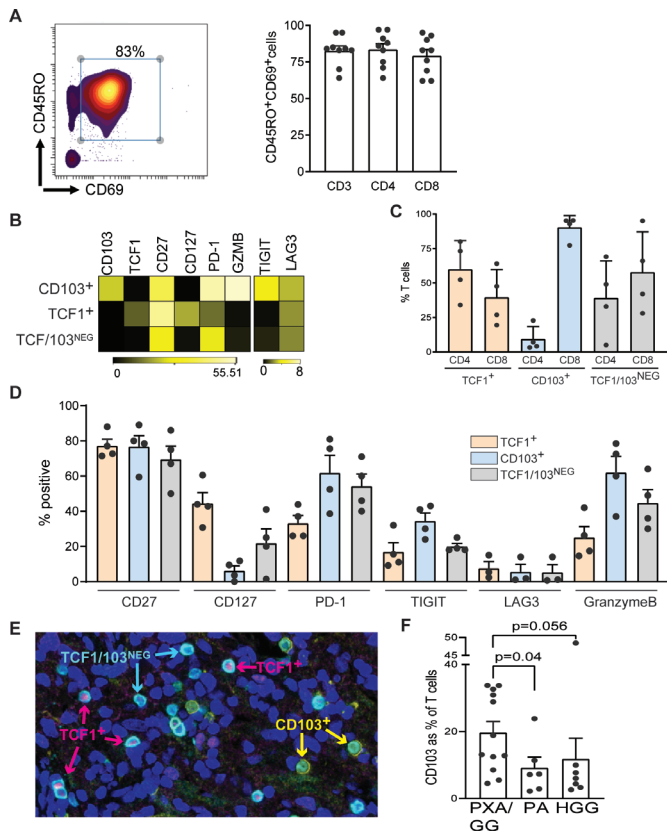 A
83%
CD45RO
CD69
CD45RO+CD69+cells
100
75
50
25
0
CD3 CD4 CD8
B
CD103 TCF1 CD27 CD127 PD-1 GZMB TIGIT LAG3
CD103+
TCF1+
TCF/103NEG
0 55.51 0 8
C
% T cells
100
75
50
25
0
CD4 CD8 CD4 CD8 CD4 CD8
TCF1+ CD103+ TCF1/103NEG
D
% positive
100
80
60
40
20
0
TCF1+
CD103+
TCF1/103NEG
CD27 CD127 PD-1 TIGIT LAG3 GranzymeB
E
TCF1/103NEG
TCF1+
TCF1+
CD103+
F
CD103 as % of T cells
50
45
40
20
0
p=0.056
p=0.04
PXA/ PA HGG
GG